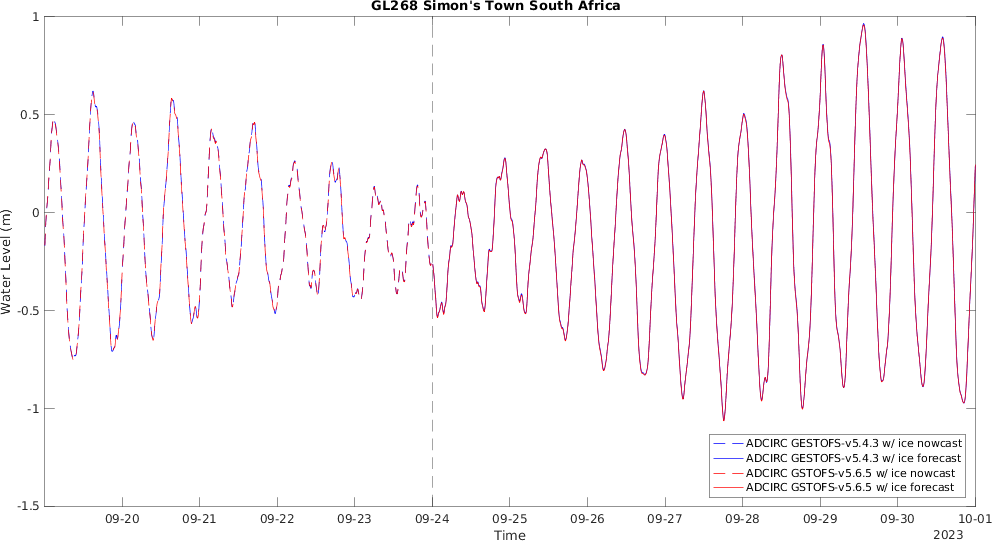 GL268 Simon's Town South Africa
Water Level (m)
1
0.5
0
-0.5
-1
-1.5
ADCIRC GESTOFS-v5.4.3 w/ ice nowcast
ADCIRC GESTOFS-v5.4.3 w/ ice forecast
ADCIRC GSTOFS-v5.6.5 w/ ice nowcast
ADCIRC GSTOFS-v5.6.5 w/ ice forecast
09-20 09-21 09-22 09-23 09-24 09-25 09-26 09-27 09-28 09-29 09-30 10-01
Time
2023